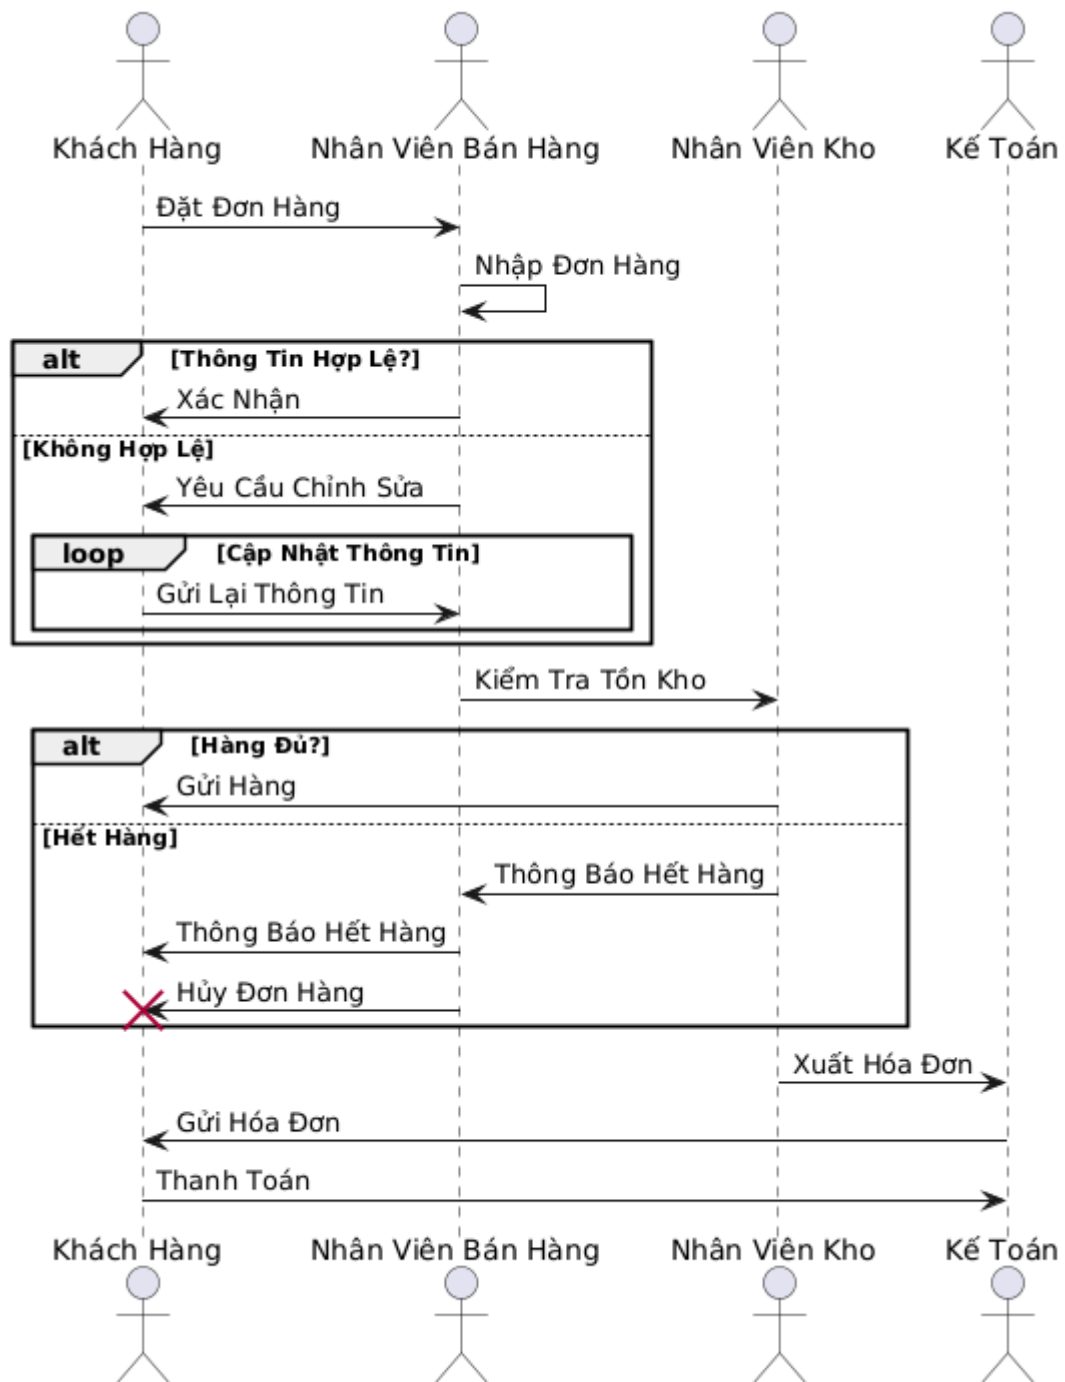 Khách Hàng Nhân Viên Bán Hàng Nhân Viên Kho Kế Toán
Đặt Đơn Hàng
Nhập Đơn Hàng
alt [Thông Tin Hợp Lệ?]
Xác Nhận
[Không Hợp Lệ]
Yêu Cầu Chỉnh Sửa
loop [Cập Nhật Thông Tin]
Gửi Lại Thông Tin
Kiểm Tra Tồn Kho
alt [Hàng Đủ?]
Gửi Hàng
[Hết Hàng]
Thông Báo Hết Hàng
Thông Báo Hết Hàng
Hủy Đơn Hàng
Xuất Hóa Đơn
Gửi Hóa Đơn
Thanh Toán
Khách Hàng Nhân Viên Bán Hàng Nhân Viên Kho Kế Toán